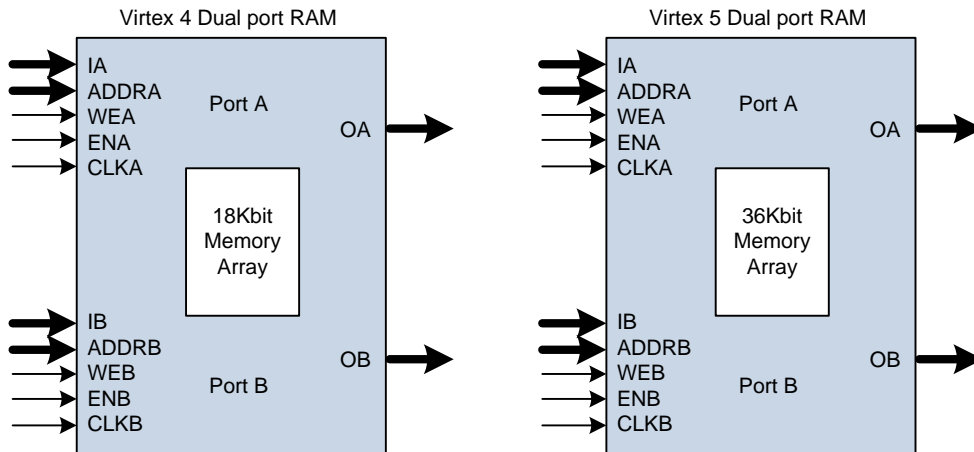 Virtex 4 Dual port RAM
IA
ADDRA
WEA
ENA
CLKA
Port A
OA
18Kbit
Memory
Array
IB
ADDRB
WEB
ENB
CLKB
Port B
OB
Virtex 5 Dual port RAM
IA
ADDRA
WEA
ENA
CLKA
Port A
OA
36Kbit
Memory
Array
IB
ADDRB
WEB
ENB
CLKB
Port B
OB